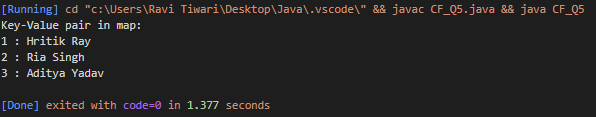 [Running] cd "c:\Users\Ravi Tiwari\Desktop\Java\.vscode\" && javac CF_Q5.java && java CF_Q5
Key-Value pair in map:
1 : Hritik Ray
2 : Ria Singh
3 : Aditya Yadav
[Done] exited with code=0 in 1.377 seconds